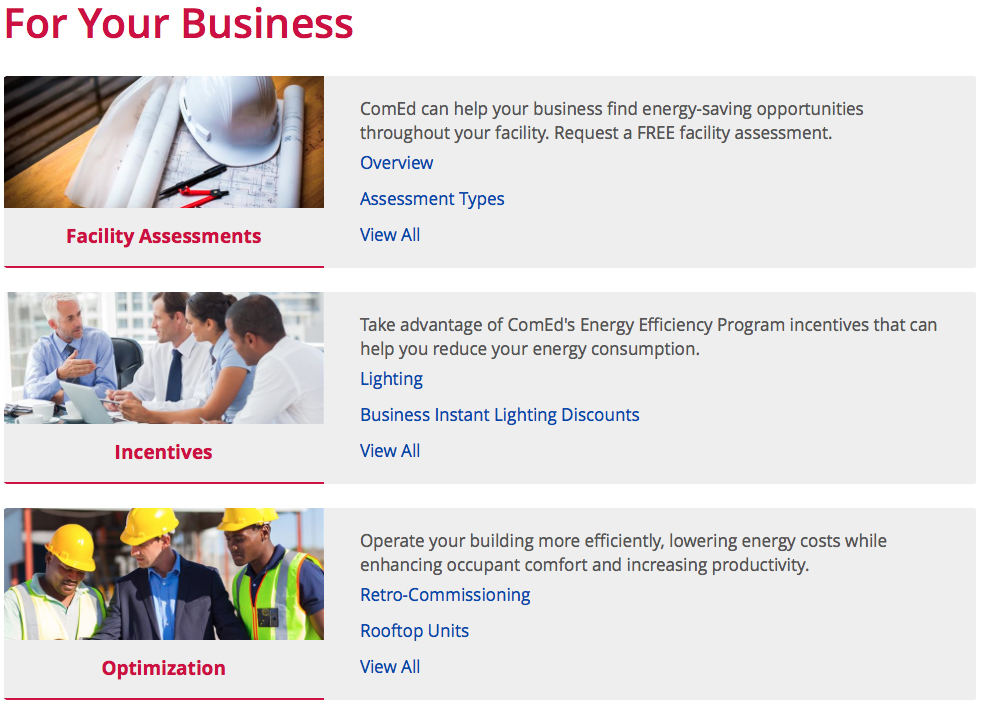 For Your Business
ComEd can help your business find energy-saving opportunities
throughout your facility. Request a FREE facility assessment.
Overview
Assessment Types
View All
Facility Assessments
Take advantage of ComEd's Energy Efficiency Program incentives that can
help you reduce your energy consumption.
Lighting
Business Instant Lighting Discounts
View All
Incentives
Operate your building more efficiently, lowering energy costs while
enhancing occupant comfort and increasing productivity.
Retro-Commissioning
Rooftop Units
View All
Optimization